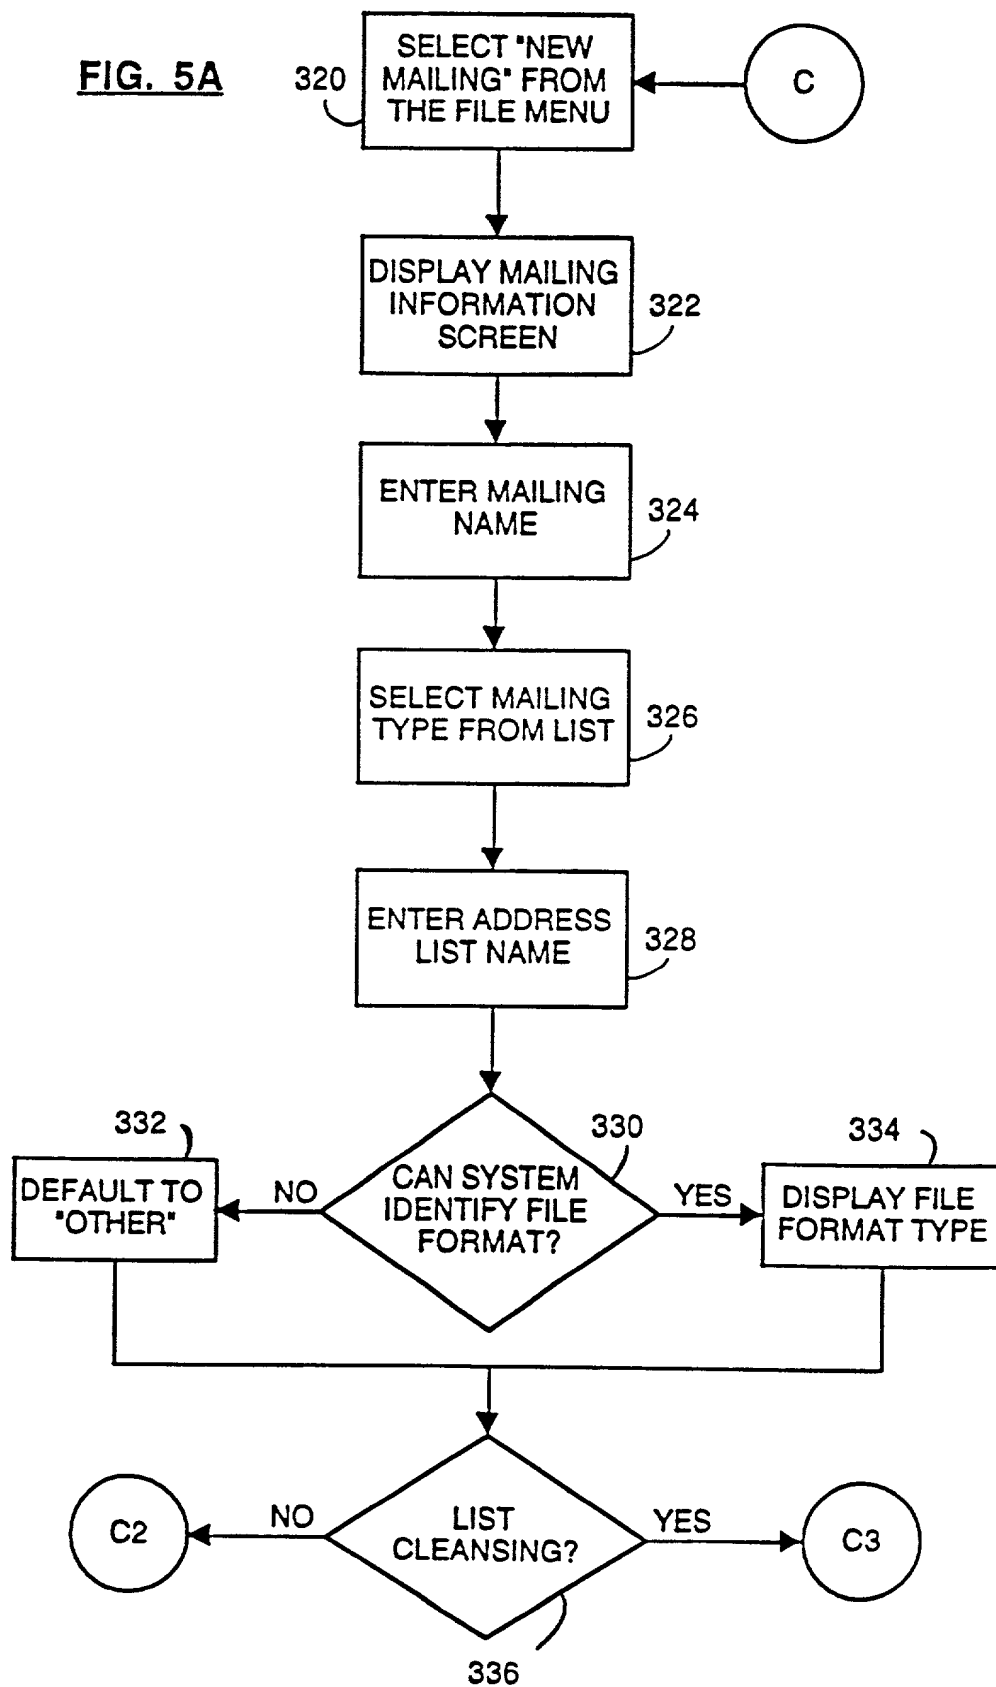 FIG. 5A
320
SELECT "NEW
MAILING" FROM
THE FILE MENU
C
DISPLAY MAILING
INFORMATION
SCREEN
322
ENTER MAILING
NAME
324
SELECT MAILING
TYPE FROM LIST
326
ENTER ADDRESS
LIST NAME
328
332
DEFAULT TO
"OTHER"
NO
330
CAN SYSTEM
IDENTIFY FILE
FORMAT?
YES
334
DISPLAY FILE
FORMAT TYPE
C2
NO
LIST
CLEANSING?
YES
C3
336